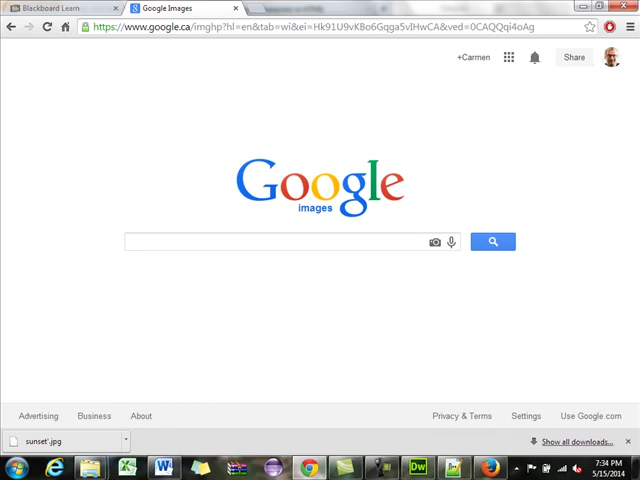 Blackboard Learn
Google Images
https://www.google.ca/imghp?hl=en&tab=wi&ei=Hk91U9vKBo6Gqga5vIHwCA&ved=0CAQQqi4oAg
+Carmen
Share
Google
images
Advertising
Business
About
Privacy & Terms
Settings
Use Google.com
sunset'.jpg
Show all downloads...
W
Dw
7:34 PM
5/15/2014